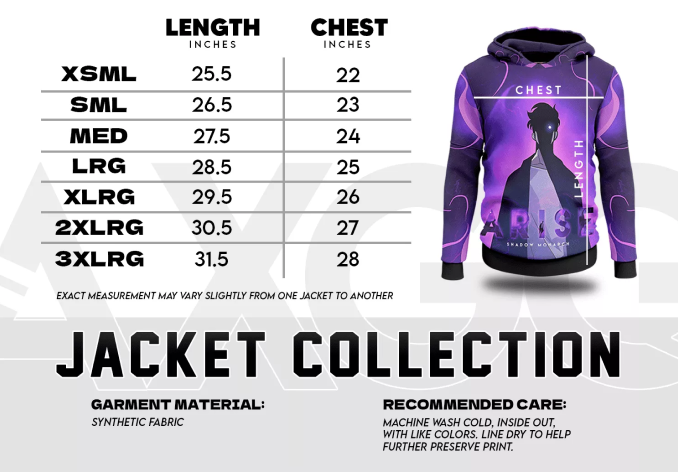 LENGTH CHEST
INCHES INCHES
XSML 25.5 22
SML 26.5 23
MED 27.5 24
LRG 28.5 25
XLRG 29.5 26
2XLRG 30.5 27
3XLRG 31.5 28
EXACT MEASUREMENT MAY VARY SLIGHTLY FROM ONE JACKET TO ANOTHER
CHEST
LENGTH
ARISE
SHADOW MONARCH
JACKET COLLECTION
GARMENT MATERIAL:
SYNTHETIC FABRIC
RECOMMENDED CARE:
MACHINE WASH COLD, INSIDE OUT,
WITH LIKE COLORS. LINE DRY TO HELP
FURTHER PRESERVE PRINT.